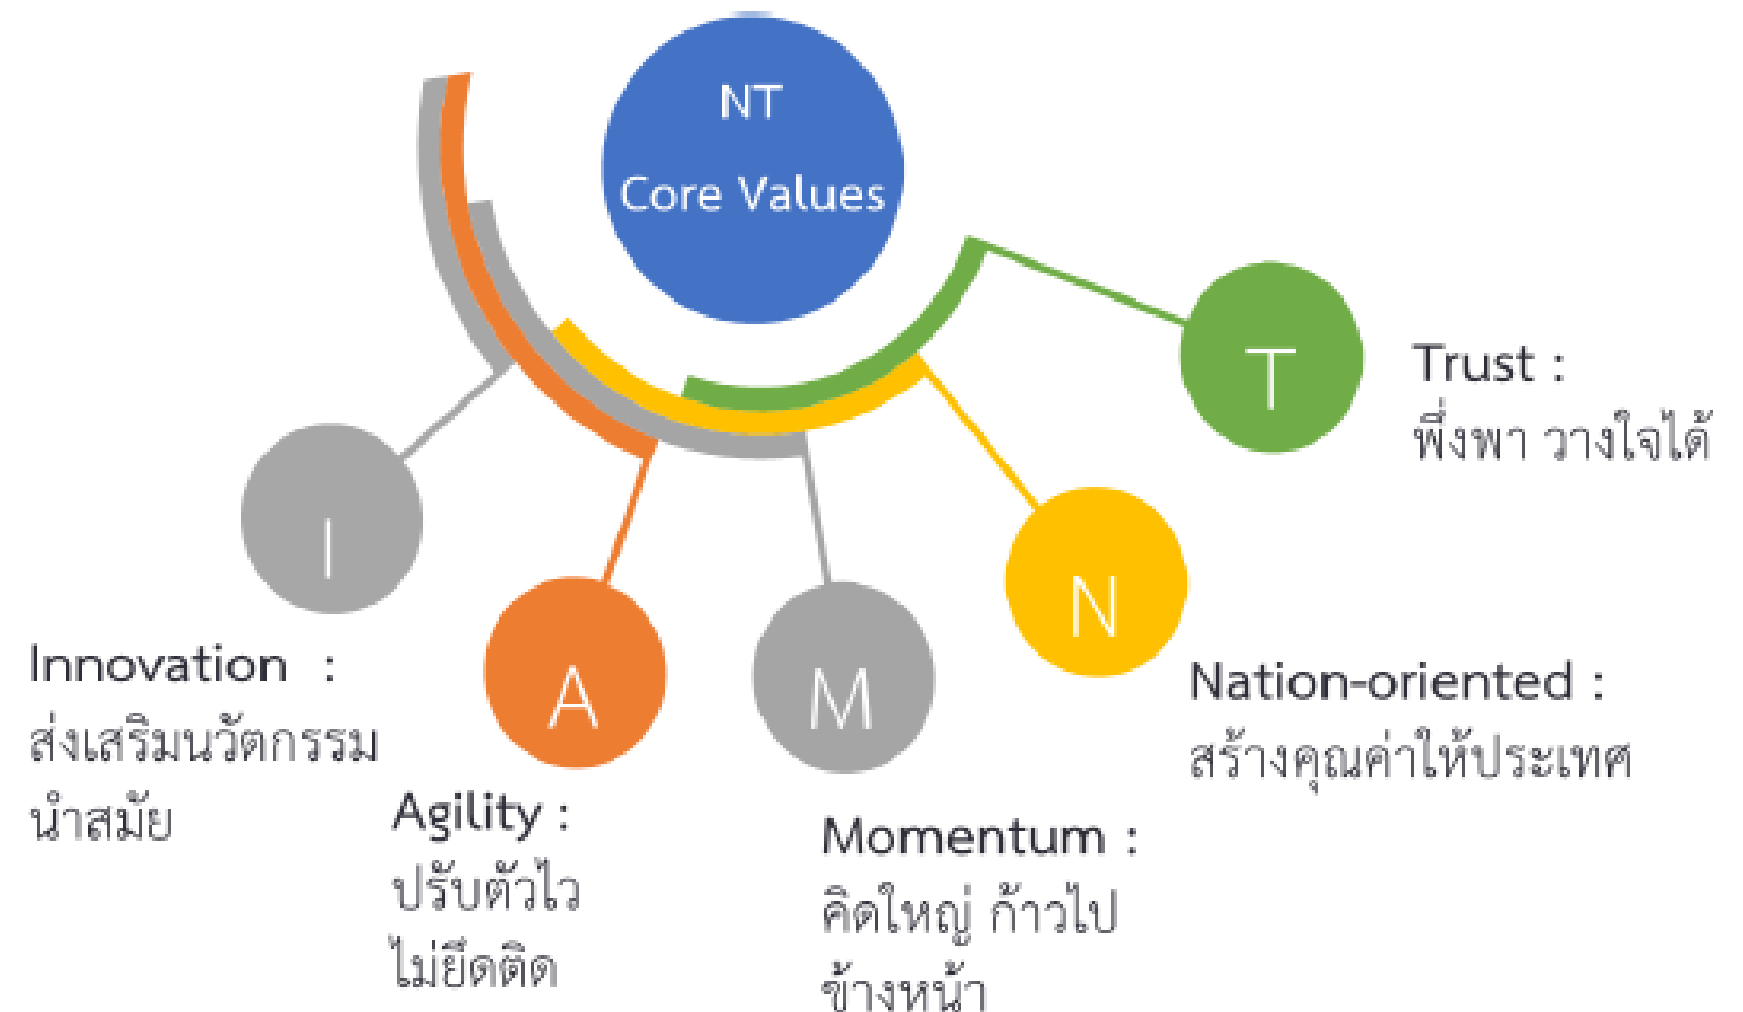 NT
Core Values
I
Innovation :
ส่งเสริมนวัตกรรม
นำสมัย
A
Agility :
ปรับตัวไว
ไม่ยึดติด
M
Momentum :
คิดใหญ่ ก้าวไป
ข้างหน้า
N
Nation-oriented :
สร้างคุณค่าให้ประเทศ
T
Trust :
พึ่งพา วางใจได้